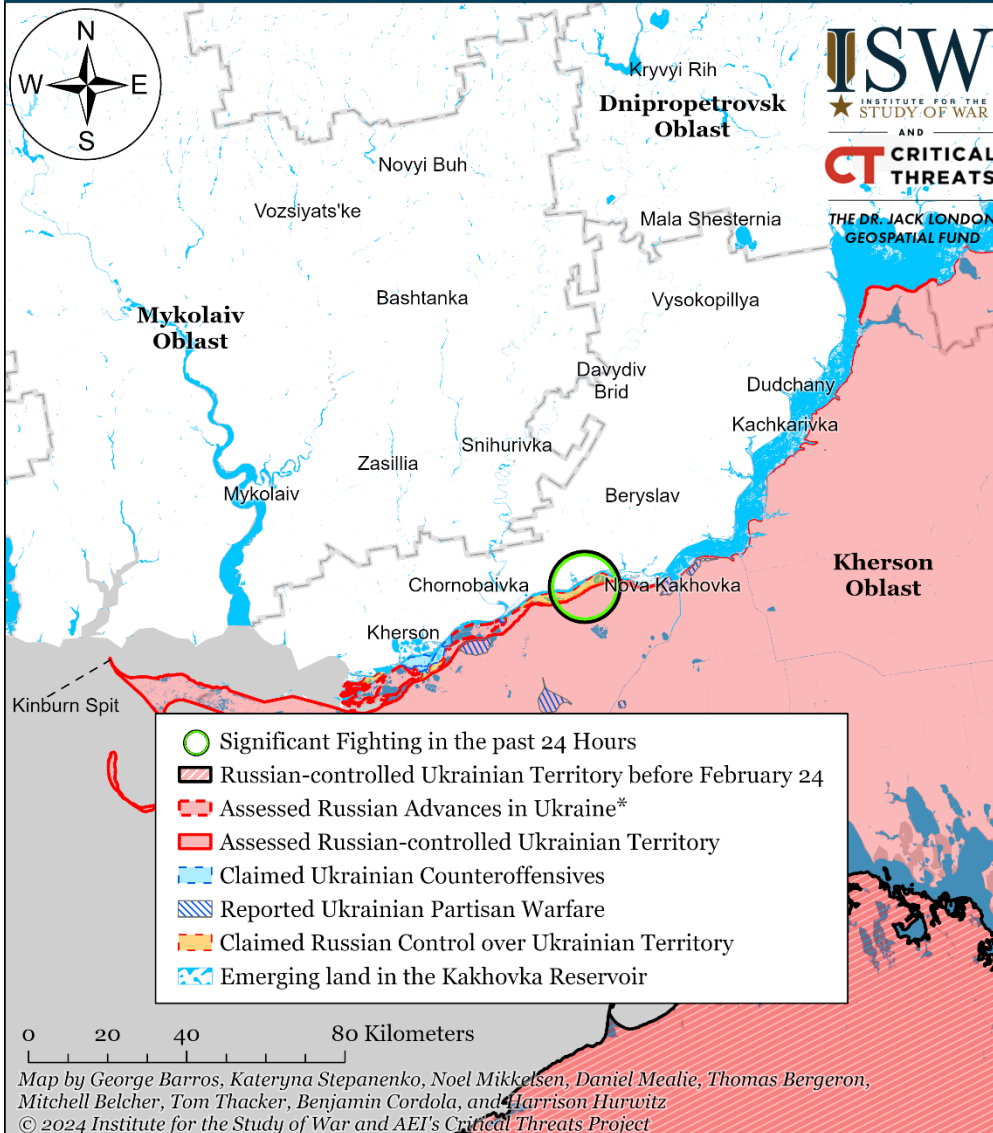 N
W
E
S
ISW
INSTITUTE FOR THE
STUDY OF WAR
AND
CT CRITICAL
THREATS
THE DR. JACK LONDON
GEOSPATIAL FUND
Kryvyi Rih
Dnipropetrovsk
Oblast
Novyi Buh
Vozsiyats'ke
Mala Shesternia
Bashtanka
Vysokopillya
Mykolaiv
Oblast
Davydiv
Brid
Dudchany
Kachkarivka
Snihurivka
Zasillia
Mykolaiv
Beryslav
Kherson
Oblast
Chornobaivka
Nova Kakhovka
Kherson
Kinburn Spit
Significant Fighting in the past 24 Hours
Russian-controlled Ukrainian Territory before February 24
Assessed Russian Advances in Ukraine*
Assessed Russian-controlled Ukrainian Territory
Claimed Ukrainian Counteroffensives
Reported Ukrainian Partisan Warfare
Claimed Russian Control over Ukrainian Territory
Emerging land in the Kakhovka Reservoir
0 20 40 80 Kilometers
Map by George Barros, Kateryna Stepanenko, Noel Mikkelsen, Daniel Mealie, Thomas Bergeron,
Mitchell Belcher, Tom Thacker, Benjamin Cordola, and Harrison Hurwitz
© 2024 Institute for the Study of War and AEI's Critical Threats Project